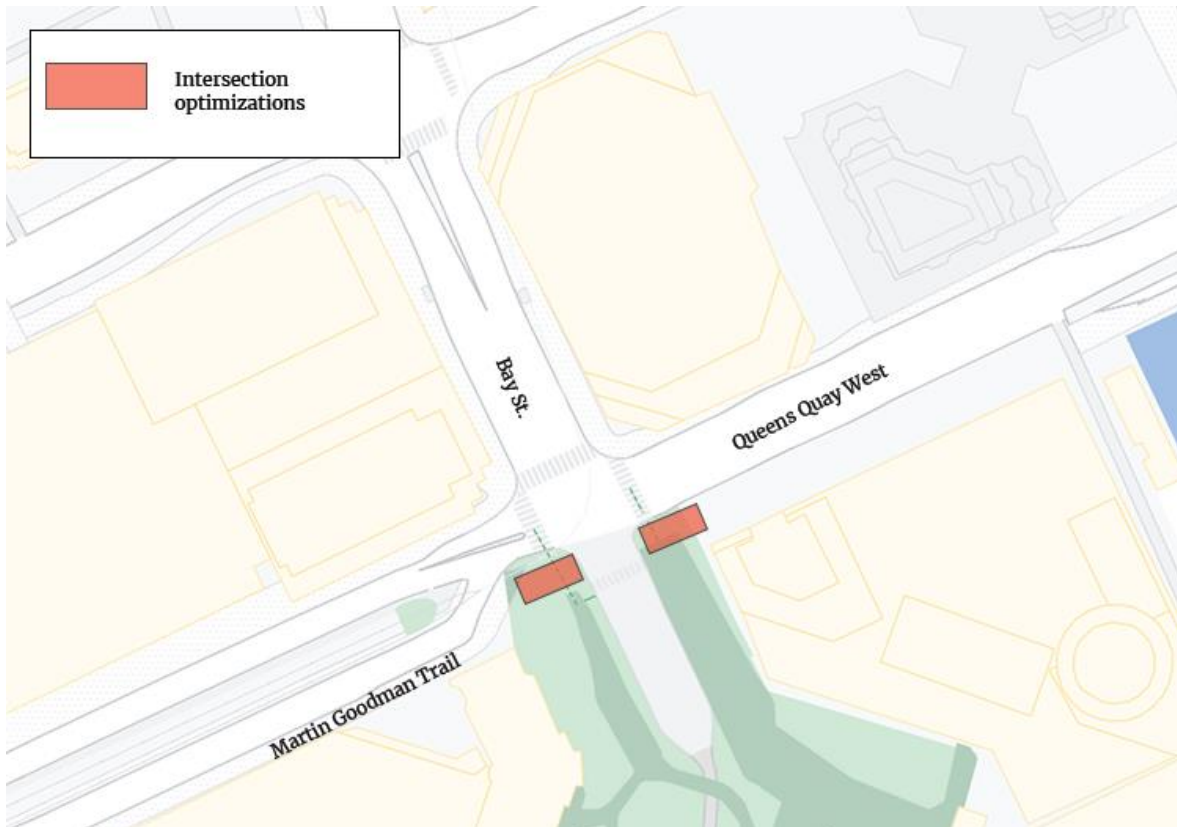 Intersection
optimizations
Bay St.
Queens Quay West
Martin Goodman Trail